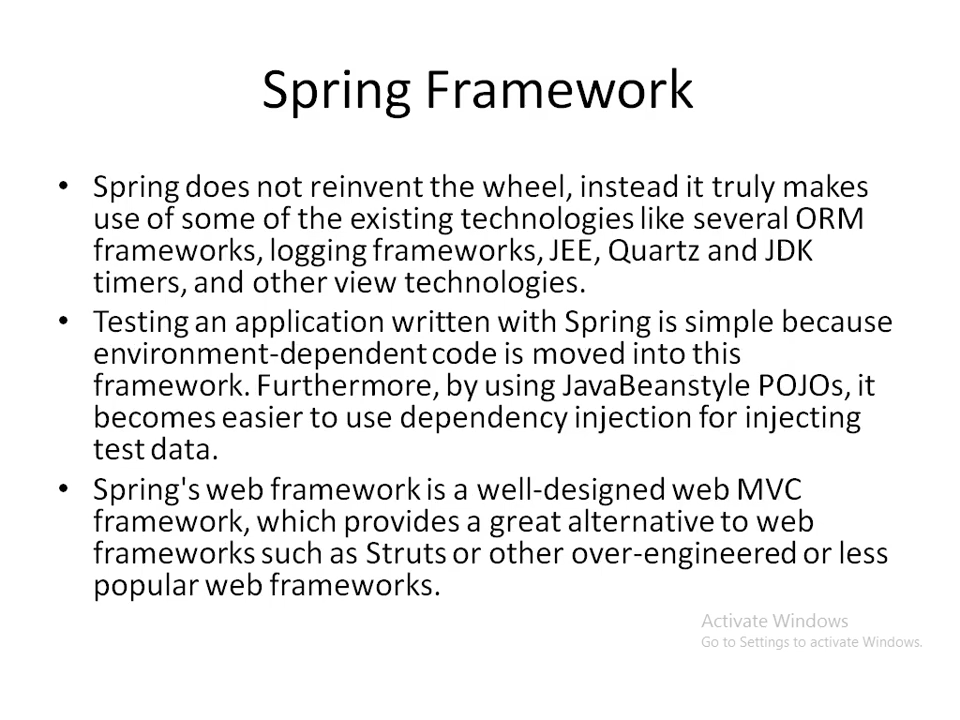 Spring Framework
• Spring does not reinvent the wheel, instead it truly makes
use of some of the existing technologies like several ORM
frameworks, logging frameworks, JEE, Quartz and JDK
timers, and other view technologies.
• Testing an application written with Spring is simple because
environment-dependent code is moved into this
framework. Furthermore, by using JavaBeanstyle POJOs, it
becomes easier to use dependency injection for injecting
test data.
• Spring's web framework is a well-designed web MVC
framework, which provides a great alternative to web
frameworks such as Struts or other over-engineered or less
popular web frameworks.
Activate Windows
Go to Settings to activate Windows.